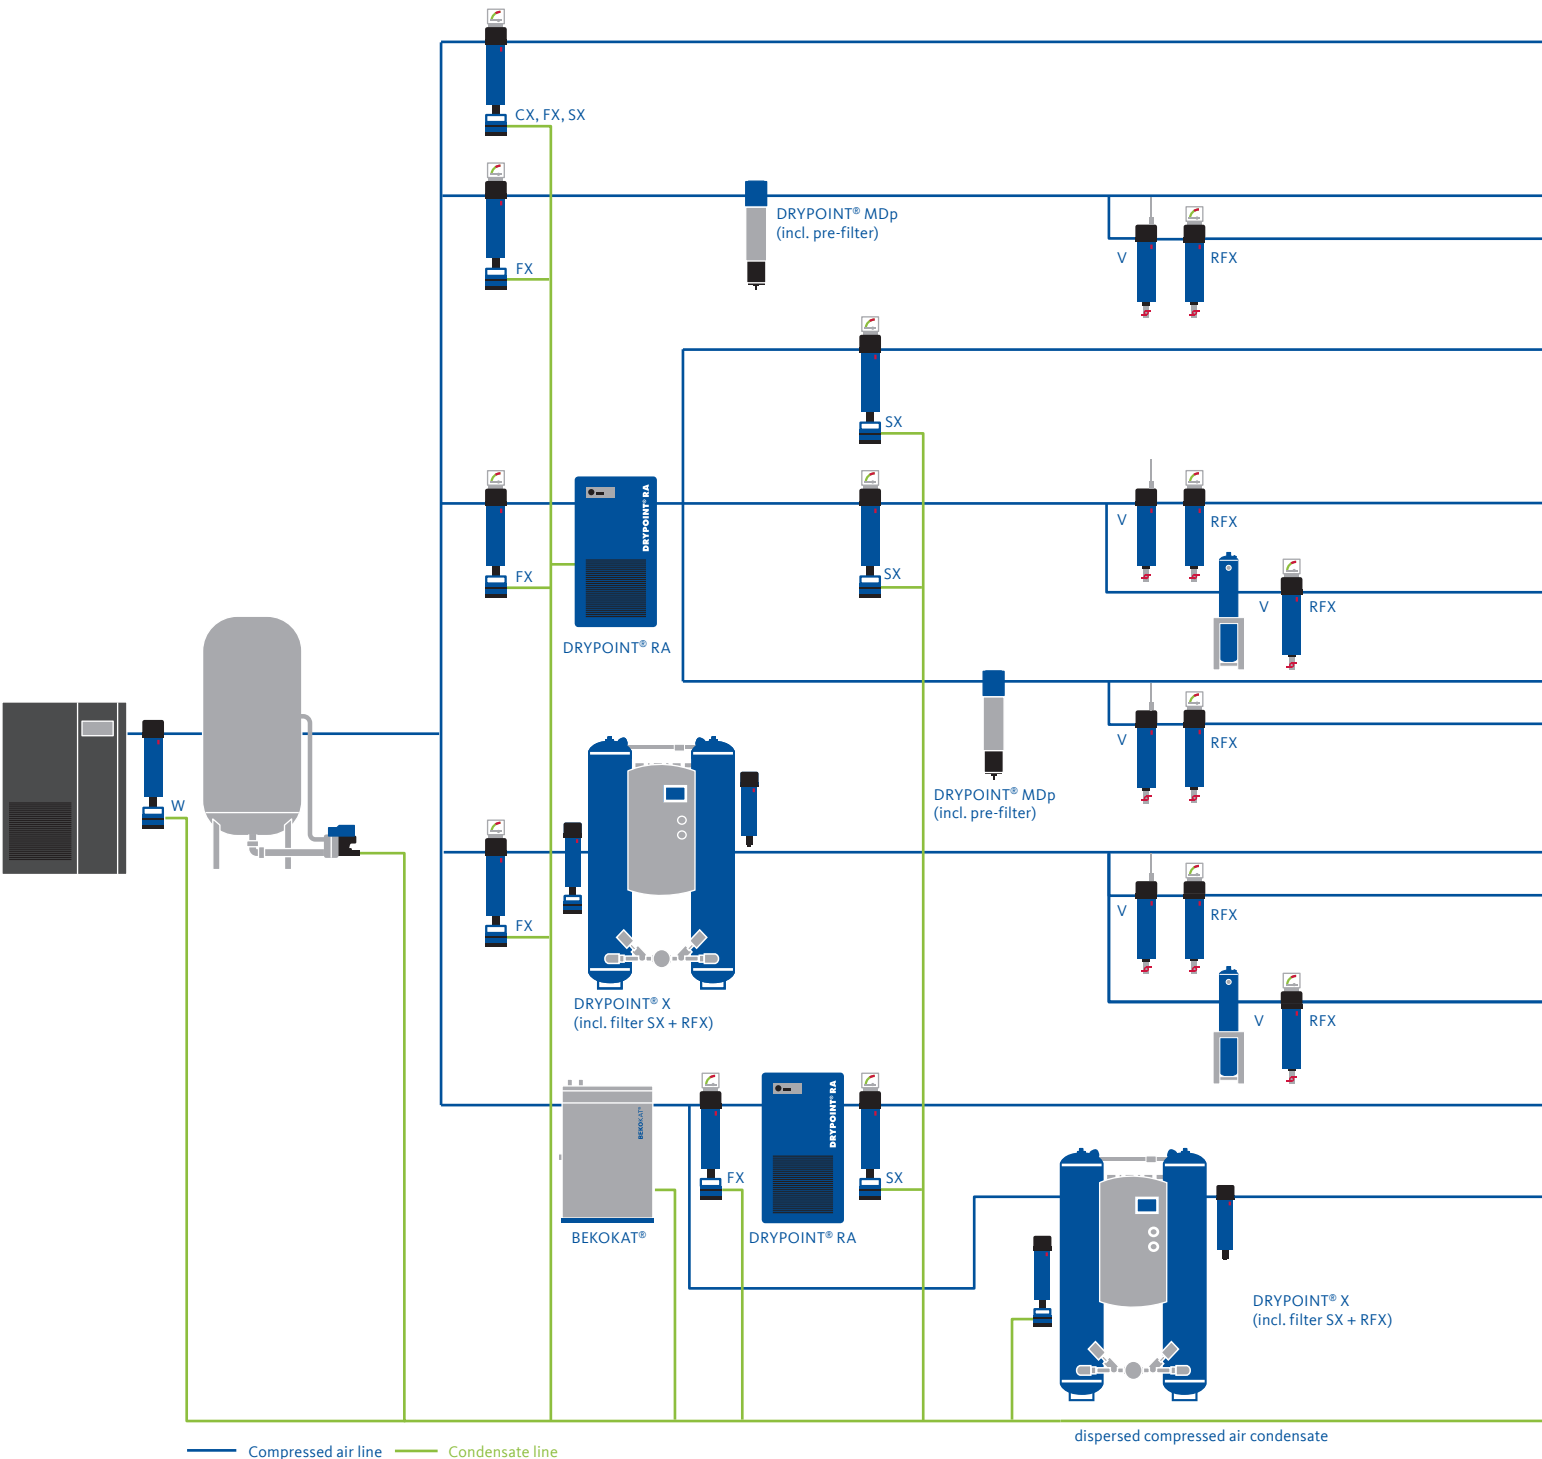 CX, FX, SX
DRYPOINT® MDp
(incl. pre-filter)
V
RFX
FX
SX
DRYPOINT® RA
V
RFX
FX
SX
DRYPOINT® RA
V
RFX
V
RFX
DRYPOINT® MDp
(incl. pre-filter)
W
FX
V
RFX
DRYPOINT® X
(incl. filter SX + RFX)
V
RFX
BEKOKAT®
DRYPOINT® RA
FX
SX
BEKOKAT®
DRYPOINT® RA
DRYPOINT® X
(incl. filter SX + RFX)
dispersed compressed air condensate
Compressed air line
Condensate line